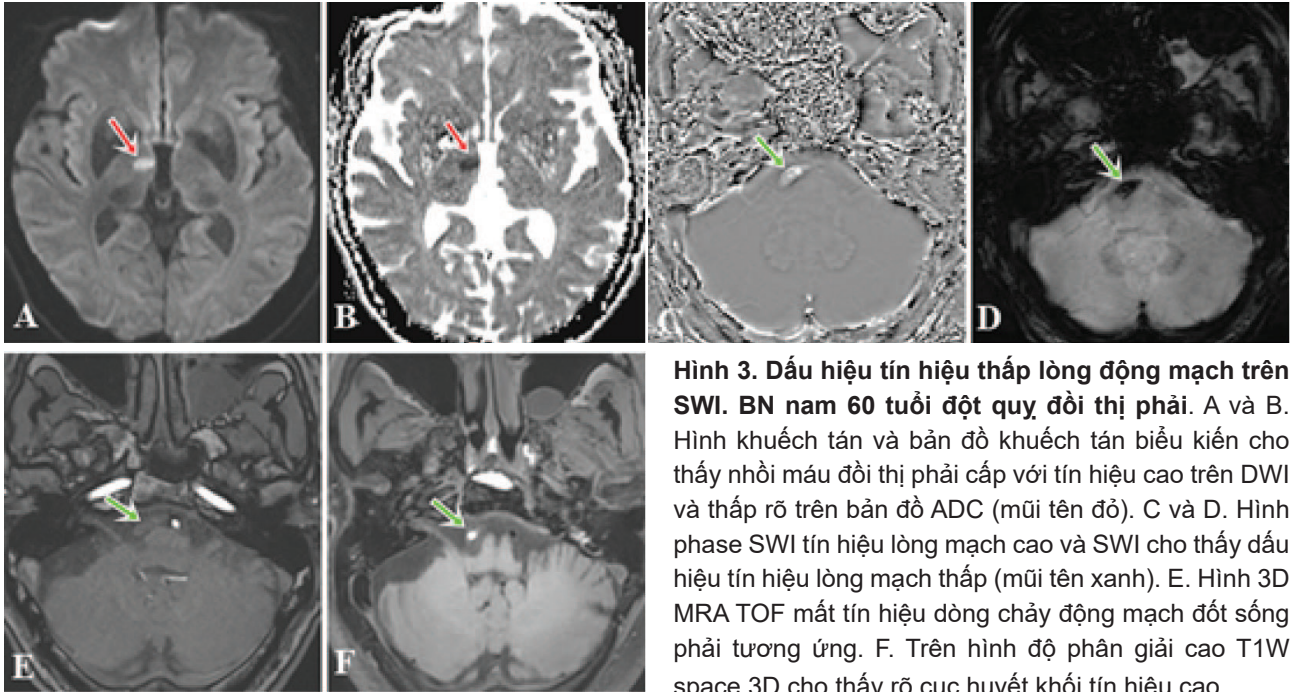 A
B
C
D
E
F
Hình 3. Dấu hiệu tín hiệu thấp lòng động mạch trên
SWI. BN nam 60 tuổi đột quỵ đồi thị phải. A và B.
Hình khuếch tán và bản đồ khuếch tán biểu kiến cho
thấy nhồi máu đồi thị phải cấp với tín hiệu cao trên DWI
và thấp rõ trên bản đồ ADC (mũi tên đỏ). C và D. Hình
phase SWI tín hiệu lòng mạch cao và SWI cho thấy dấu
hiệu tín hiệu lòng mạch thấp (mũi tên xanh). E. Hình 3D
MRA TOF mất tín hiệu dòng chảy động mạch đốt sống
phải tương ứng. F. Trên hình độ phân giải cao T1W
space 3D cho thấy rõ cục huyết khối tín hiệu cao